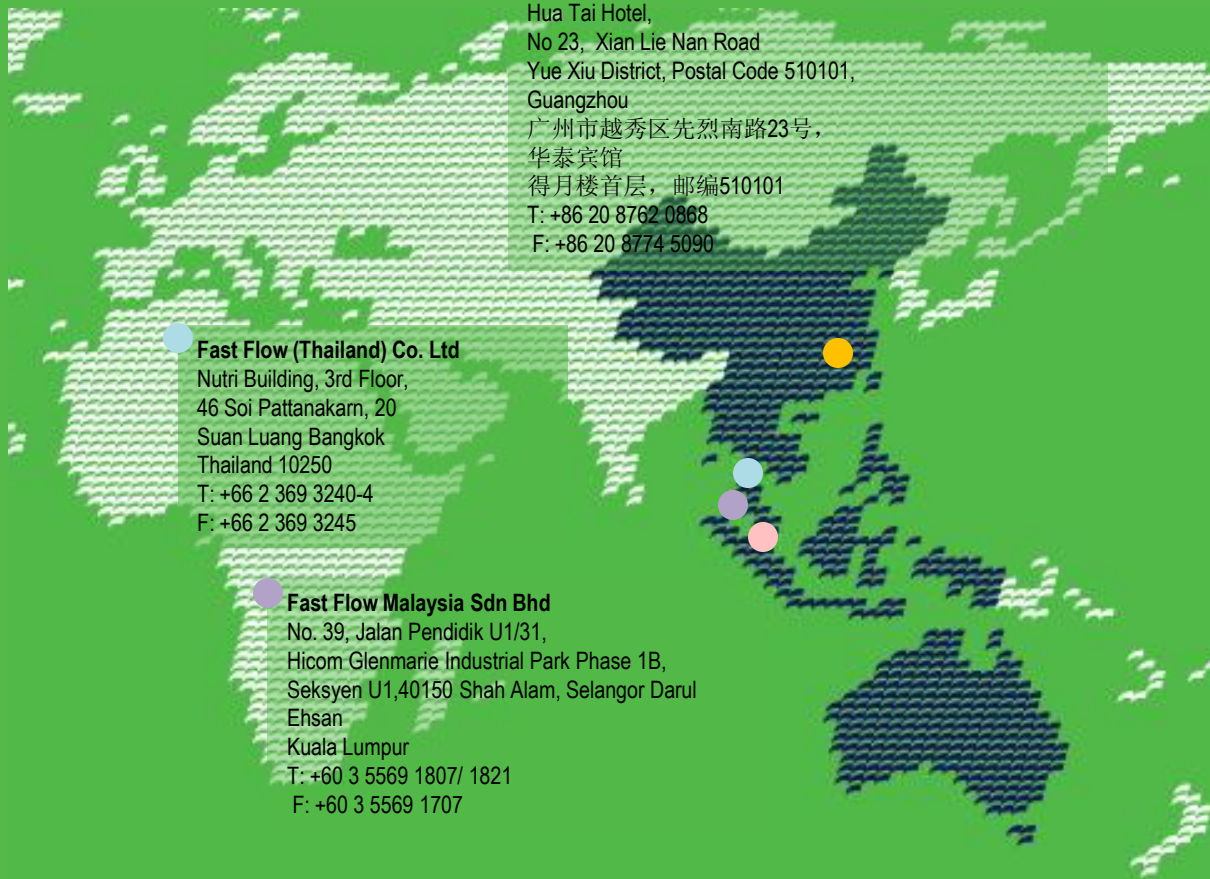 Hua Tai Hotel,
No 23, Xian Lie Nan Road
Yue Xiu District, Postal Code 510101,
Guangzhou
广州市越秀区先烈南路23号，
华泰宾馆
得月楼首层，邮编510101
T: +86 20 8762 0868
F: +86 20 8774 5090
Fast Flow (Thailand) Co. Ltd
Nutri Building, 3rd Floor,
46 Soi Pattanakarn, 20
Suan Luang Bangkok
Thailand 10250
T: +66 2 369 3240-4
F: +66 2 369 3245
Fast Flow Malaysia Sdn Bhd
No. 39, Jalan Pendidik U1/31,
Hicom Glenmarie Industrial Park Phase 1B,
Seksyen U1,40150 Shah Alam, Selangor Darul
Ehsan
Kuala Lumpur
T: +60 3 5569 1807/ 1821
F: +60 3 5569 1707